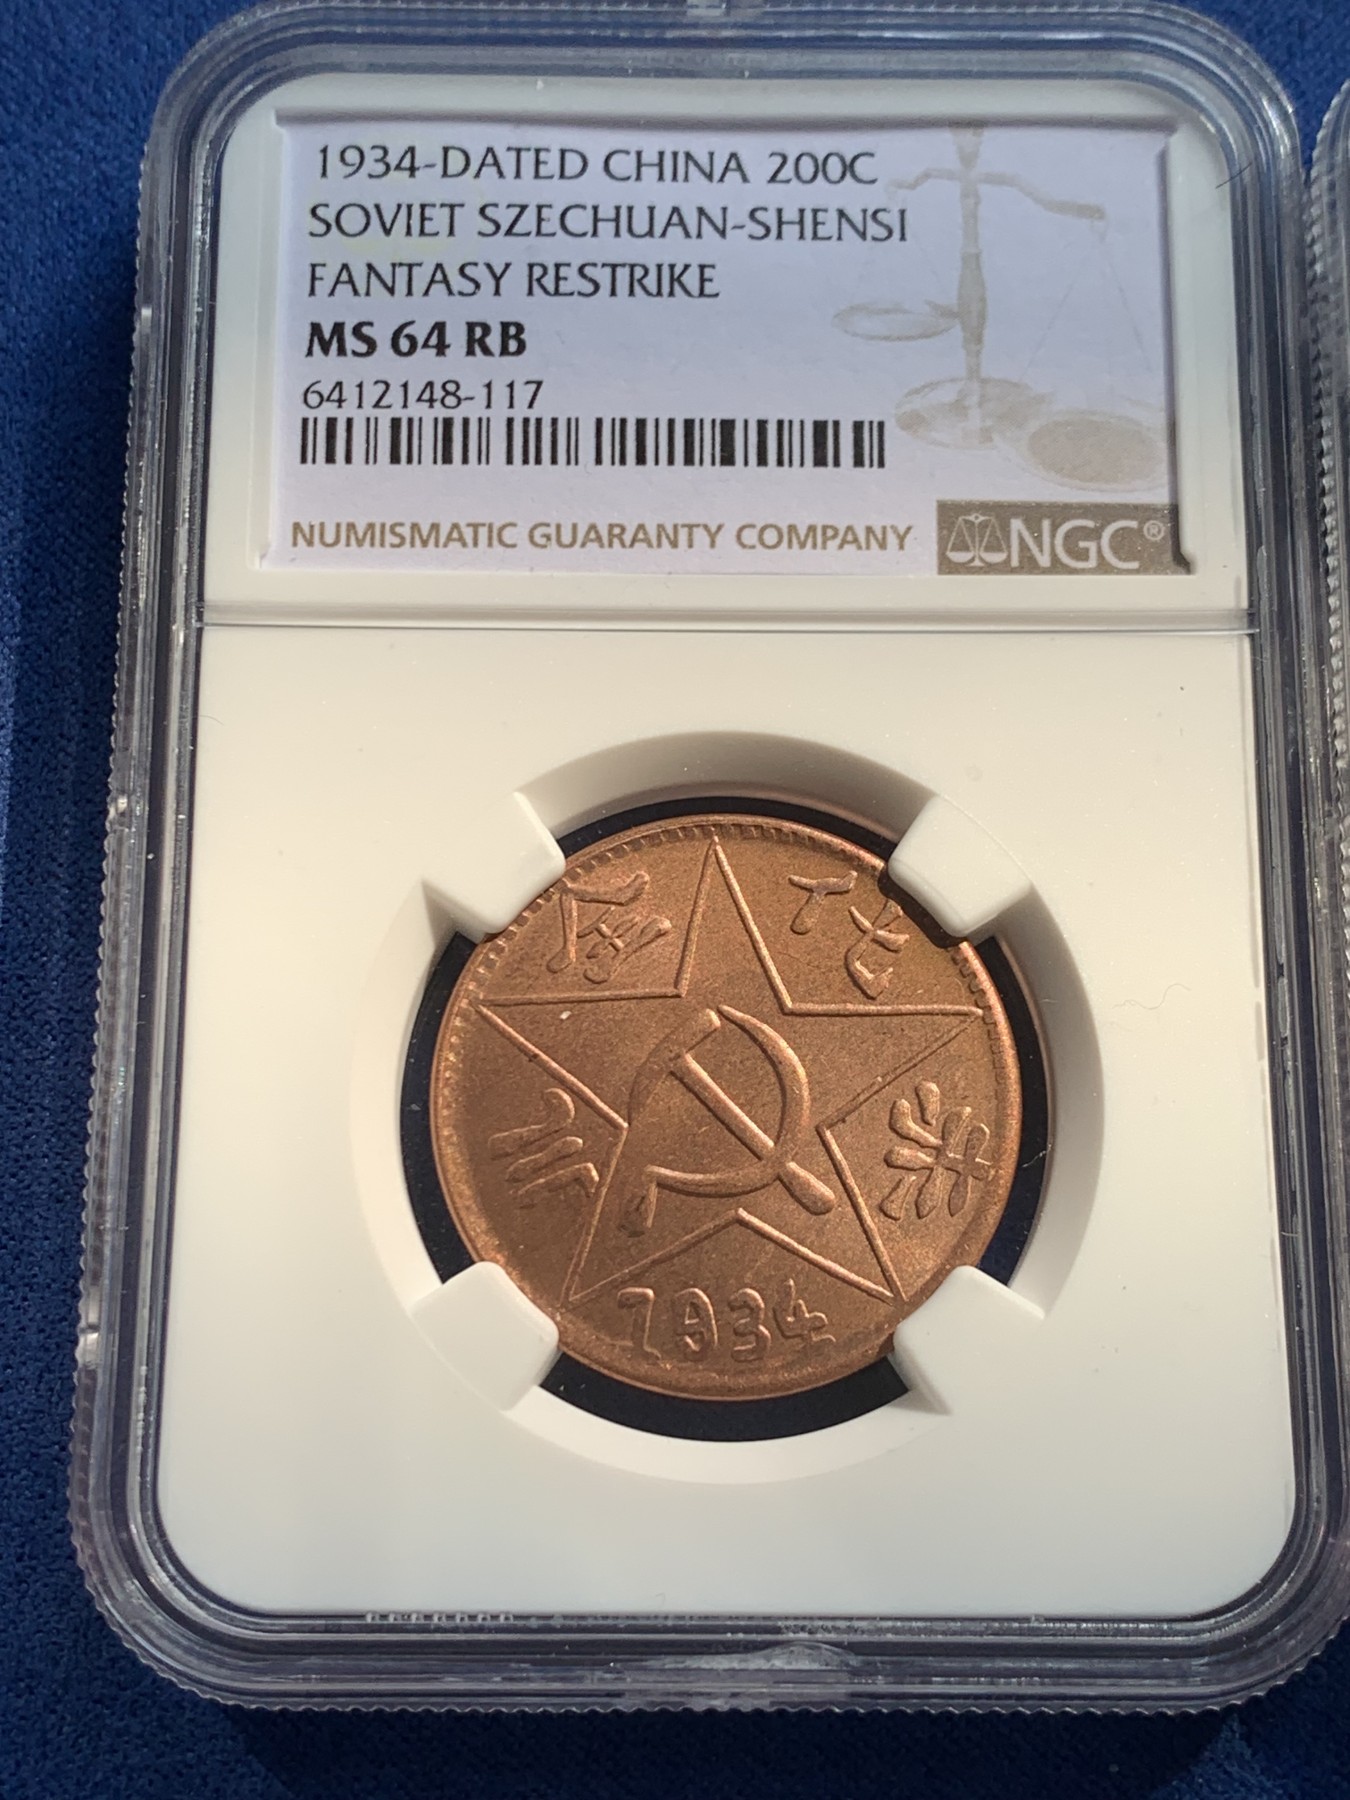 1934-DATED CHINA 200C
SOVIET SZECHUAN-SHENSI
FANTASY RESTRIKE
MS 64 RB
6412148-117
NUMISMATIC GUARANTY COMPANY
NGC®
1934